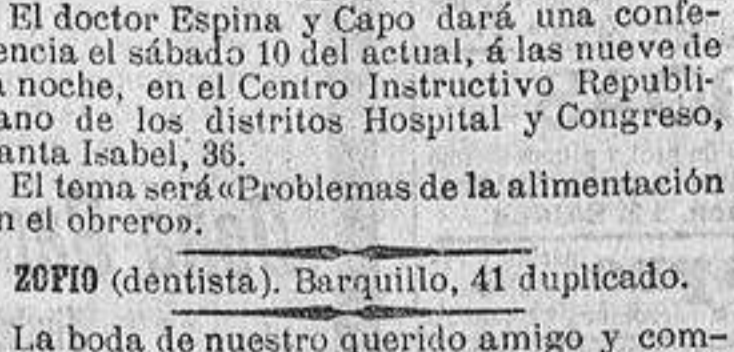 El doctor Espina y Capo dará una confe-
encia el sábado 10 del actual, á las nueve de
a noche, en el Centro Instructivo Republi-
ano de los distritos Hospital y Congreso,
anta Isabel, 36.
El tema será «Problemas de la alimentación
n el obrero».
ZOFIO (dentista). Barquillo, 41 duplicado.
La boda de nuestro querido amigo y com-